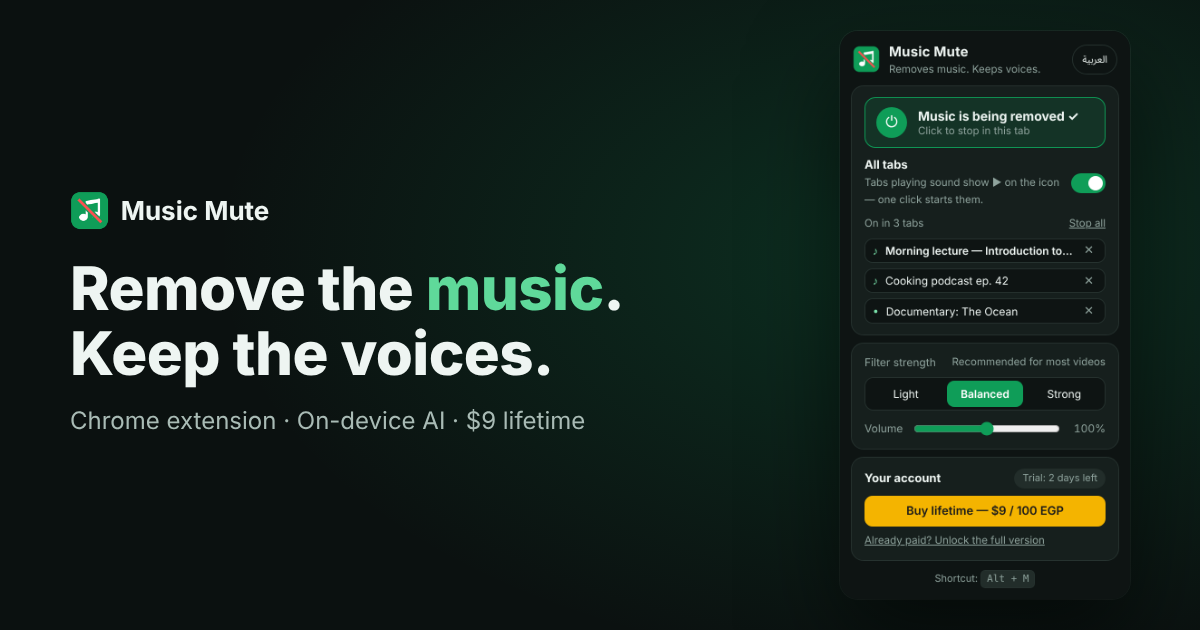 Music Mute
Remove the music.
Keep the voices.
Chrome extension · On-device AI · $9 lifetime
Music Mute
Removes music. Keeps voices.
العربية
Music is being removed ✓
Click to stop in this tab
All tabs
Tabs playing sound show ▶ on the icon
— one click starts them.
On in 3 tabs
Stop all
♪ Morning lecture — Introduction to... ✕
♪ Cooking podcast ep. 42 ✕
• Documentary: The Ocean ✕
Filter strength
Recommended for most videos
Light
Balanced
Strong
Volume
100%
Your account
Trial: 2 days left
Buy lifetime — $9 / 100 EGP
Already paid? Unlock the full version
Shortcut: Alt + M